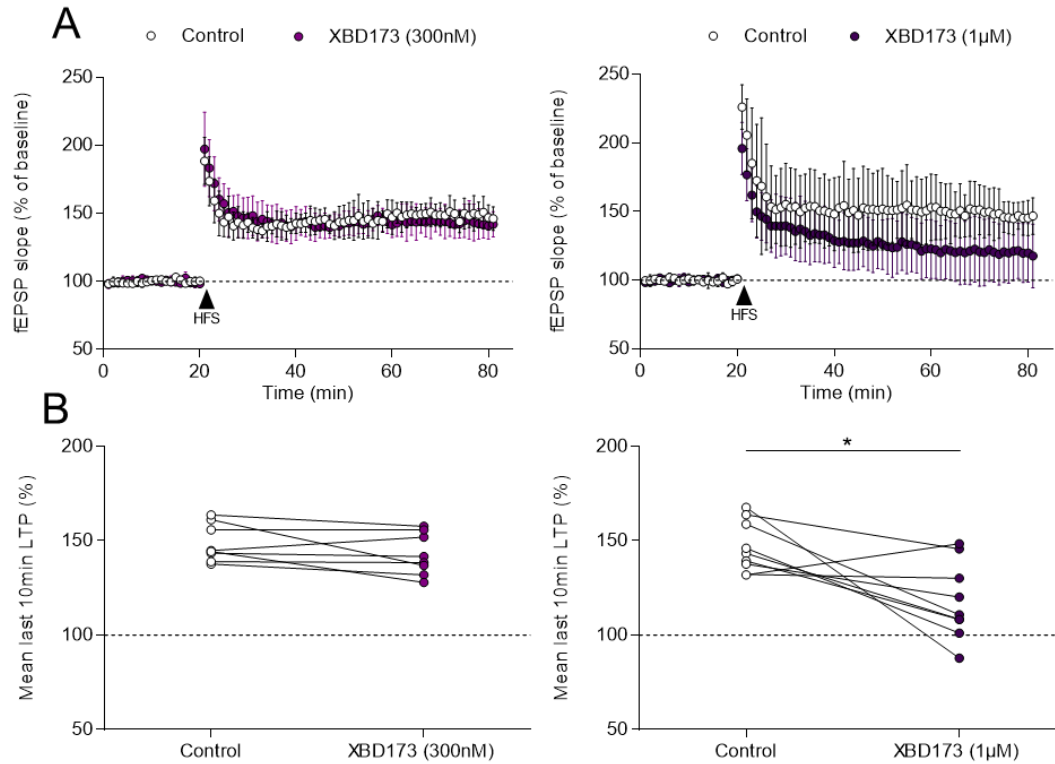 A
Control XBD173 (300nM)
Control XBD173 (1µM)
fEPSP slope (% of baseline)
250
200
150
100
50
HFS
0 20 40 60 80
Time (min)
fEPSP slope (% of baseline)
250
200
150
100
50
HFS
0 20 40 60 80
Time (min)
B
Mean last 10min LTP (%)
200
150
100
50
Control XBD173 (300nM)
Mean last 10min LTP (%)
200
150
100
50
*
Control XBD173 (1µM)